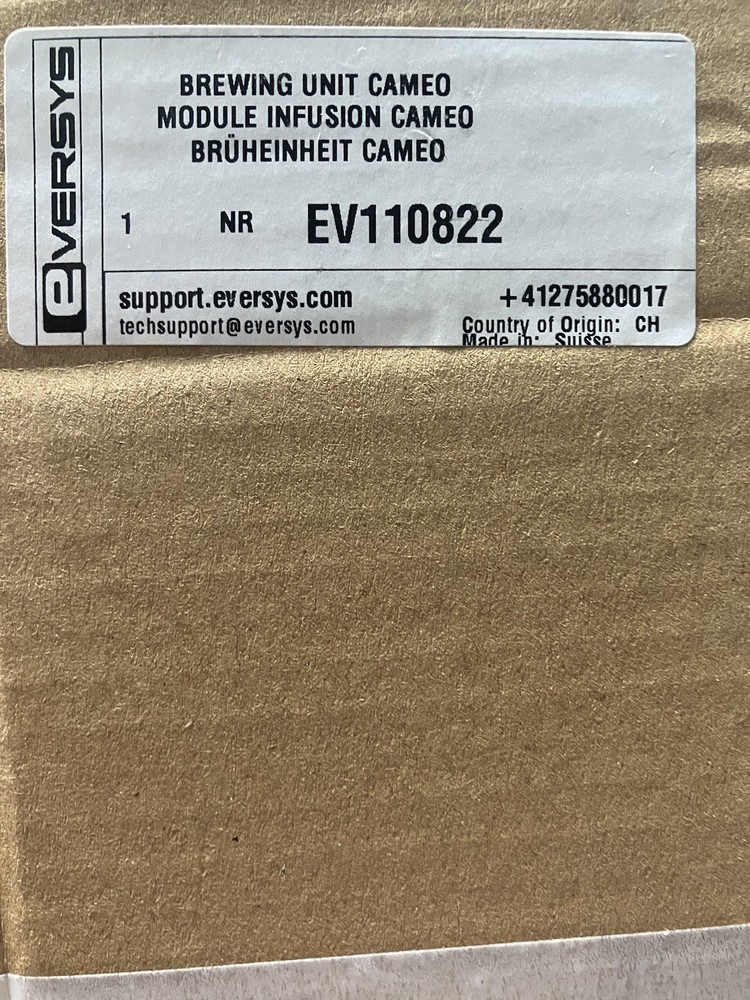 eVERSYS
BREWING UNIT CAMEO
MODULE INFUSION CAMEO
BRÜHEINHEIT CAMEO
1 NR EV110822
support.eversys.com +41275880017
techsupport@eversys.com Country of Origin: CH
Made in: Suisse